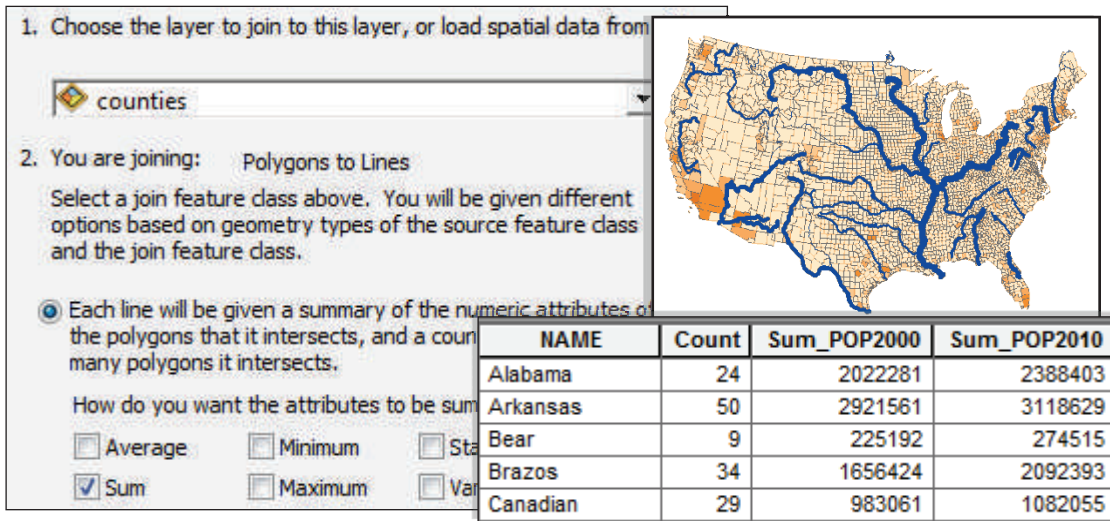 1. Choose the layer to join to this layer, or load spatial data from
counties
2. You are joining: Polygons to Lines
Select a join feature class above. You will be given different
options based on geometry types of the source feature class
and the join feature class.
Each line will be given a summary of the numeric attributes of
the polygons that it intersects, and a coun
many polygons it intersects.
How do you want the attributes to be sum
Average Minimum Sta
Sum Maximum Var
NAME Count Sum_POP2000 Sum_POP2010
Alabama 24 2022281 2388403
Arkansas 50 2921561 3118629
Bear 9 225192 274515
Brazos 34 1656424 2092393
Canadian 29 983061 1082055